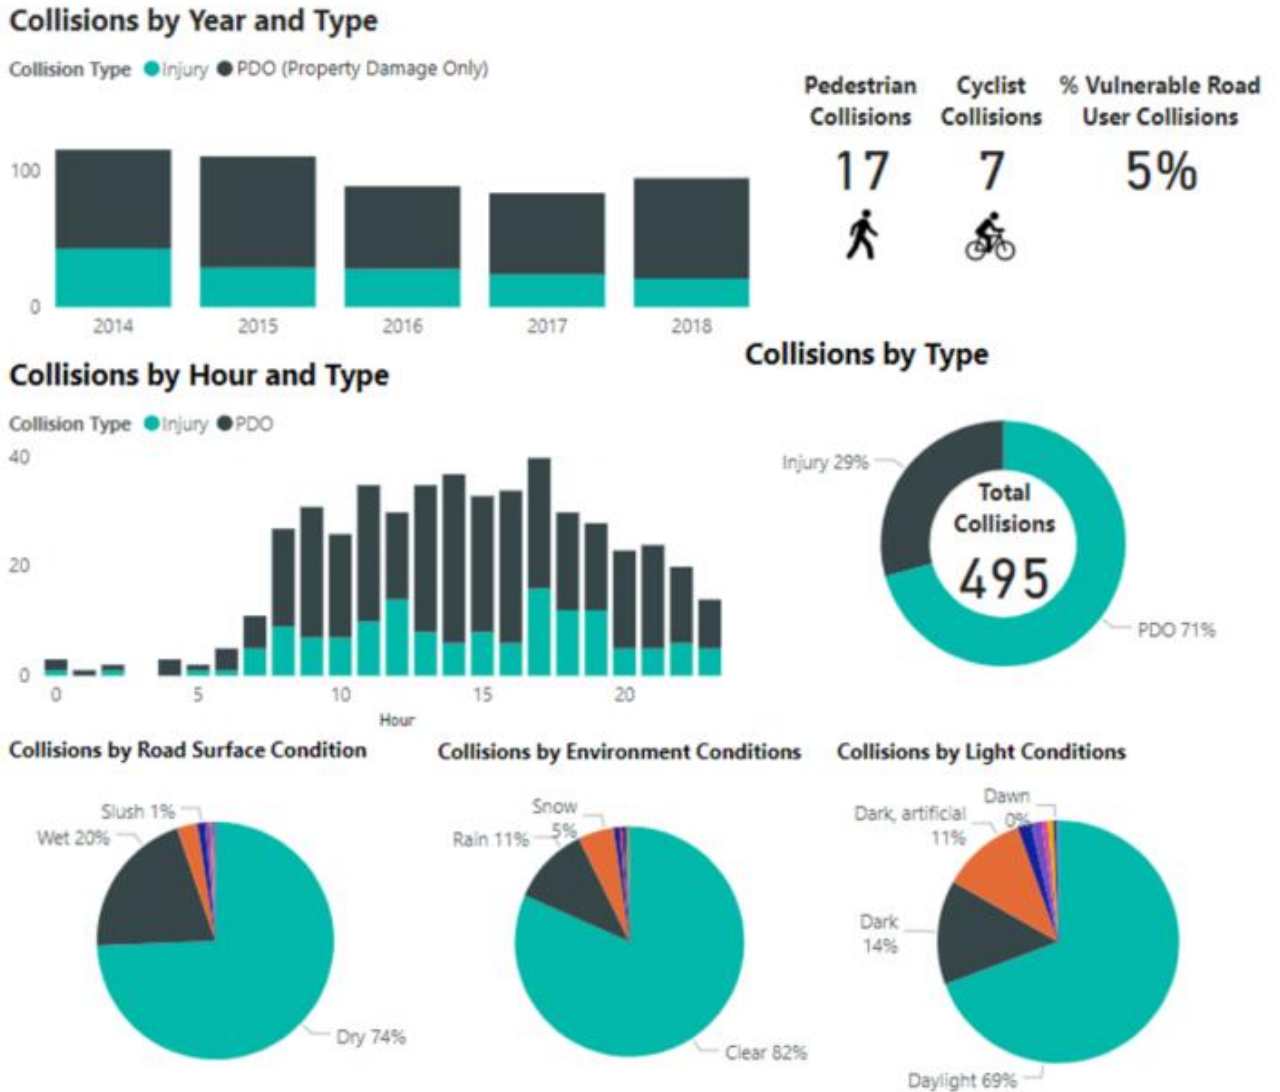 Collisions by Year and Type
Collision Type Injury PDO (Property Damage Only)
100
0
2014 2015 2016 2017 2018
Pedestrian Collisions
17
Cyclist Collisions
7
% Vulnerable Road User Collisions
5%
Collisions by Hour and Type
Collision Type Injury PDO
40
20
0
0 5 10 15 20
Hour
Collisions by Type
Injury 29%
Total
Collisions
495
PDO 71%
Collisions by Road Surface Condition
Slush 1%
Wet 20%
Dry 74%
Collisions by Environment Conditions
Snow
5%
Rain 11%
Clear 82%
Collisions by Light Conditions
Dawn
0%
Dark, artificial
11%
Dark
14%
Daylight 69%